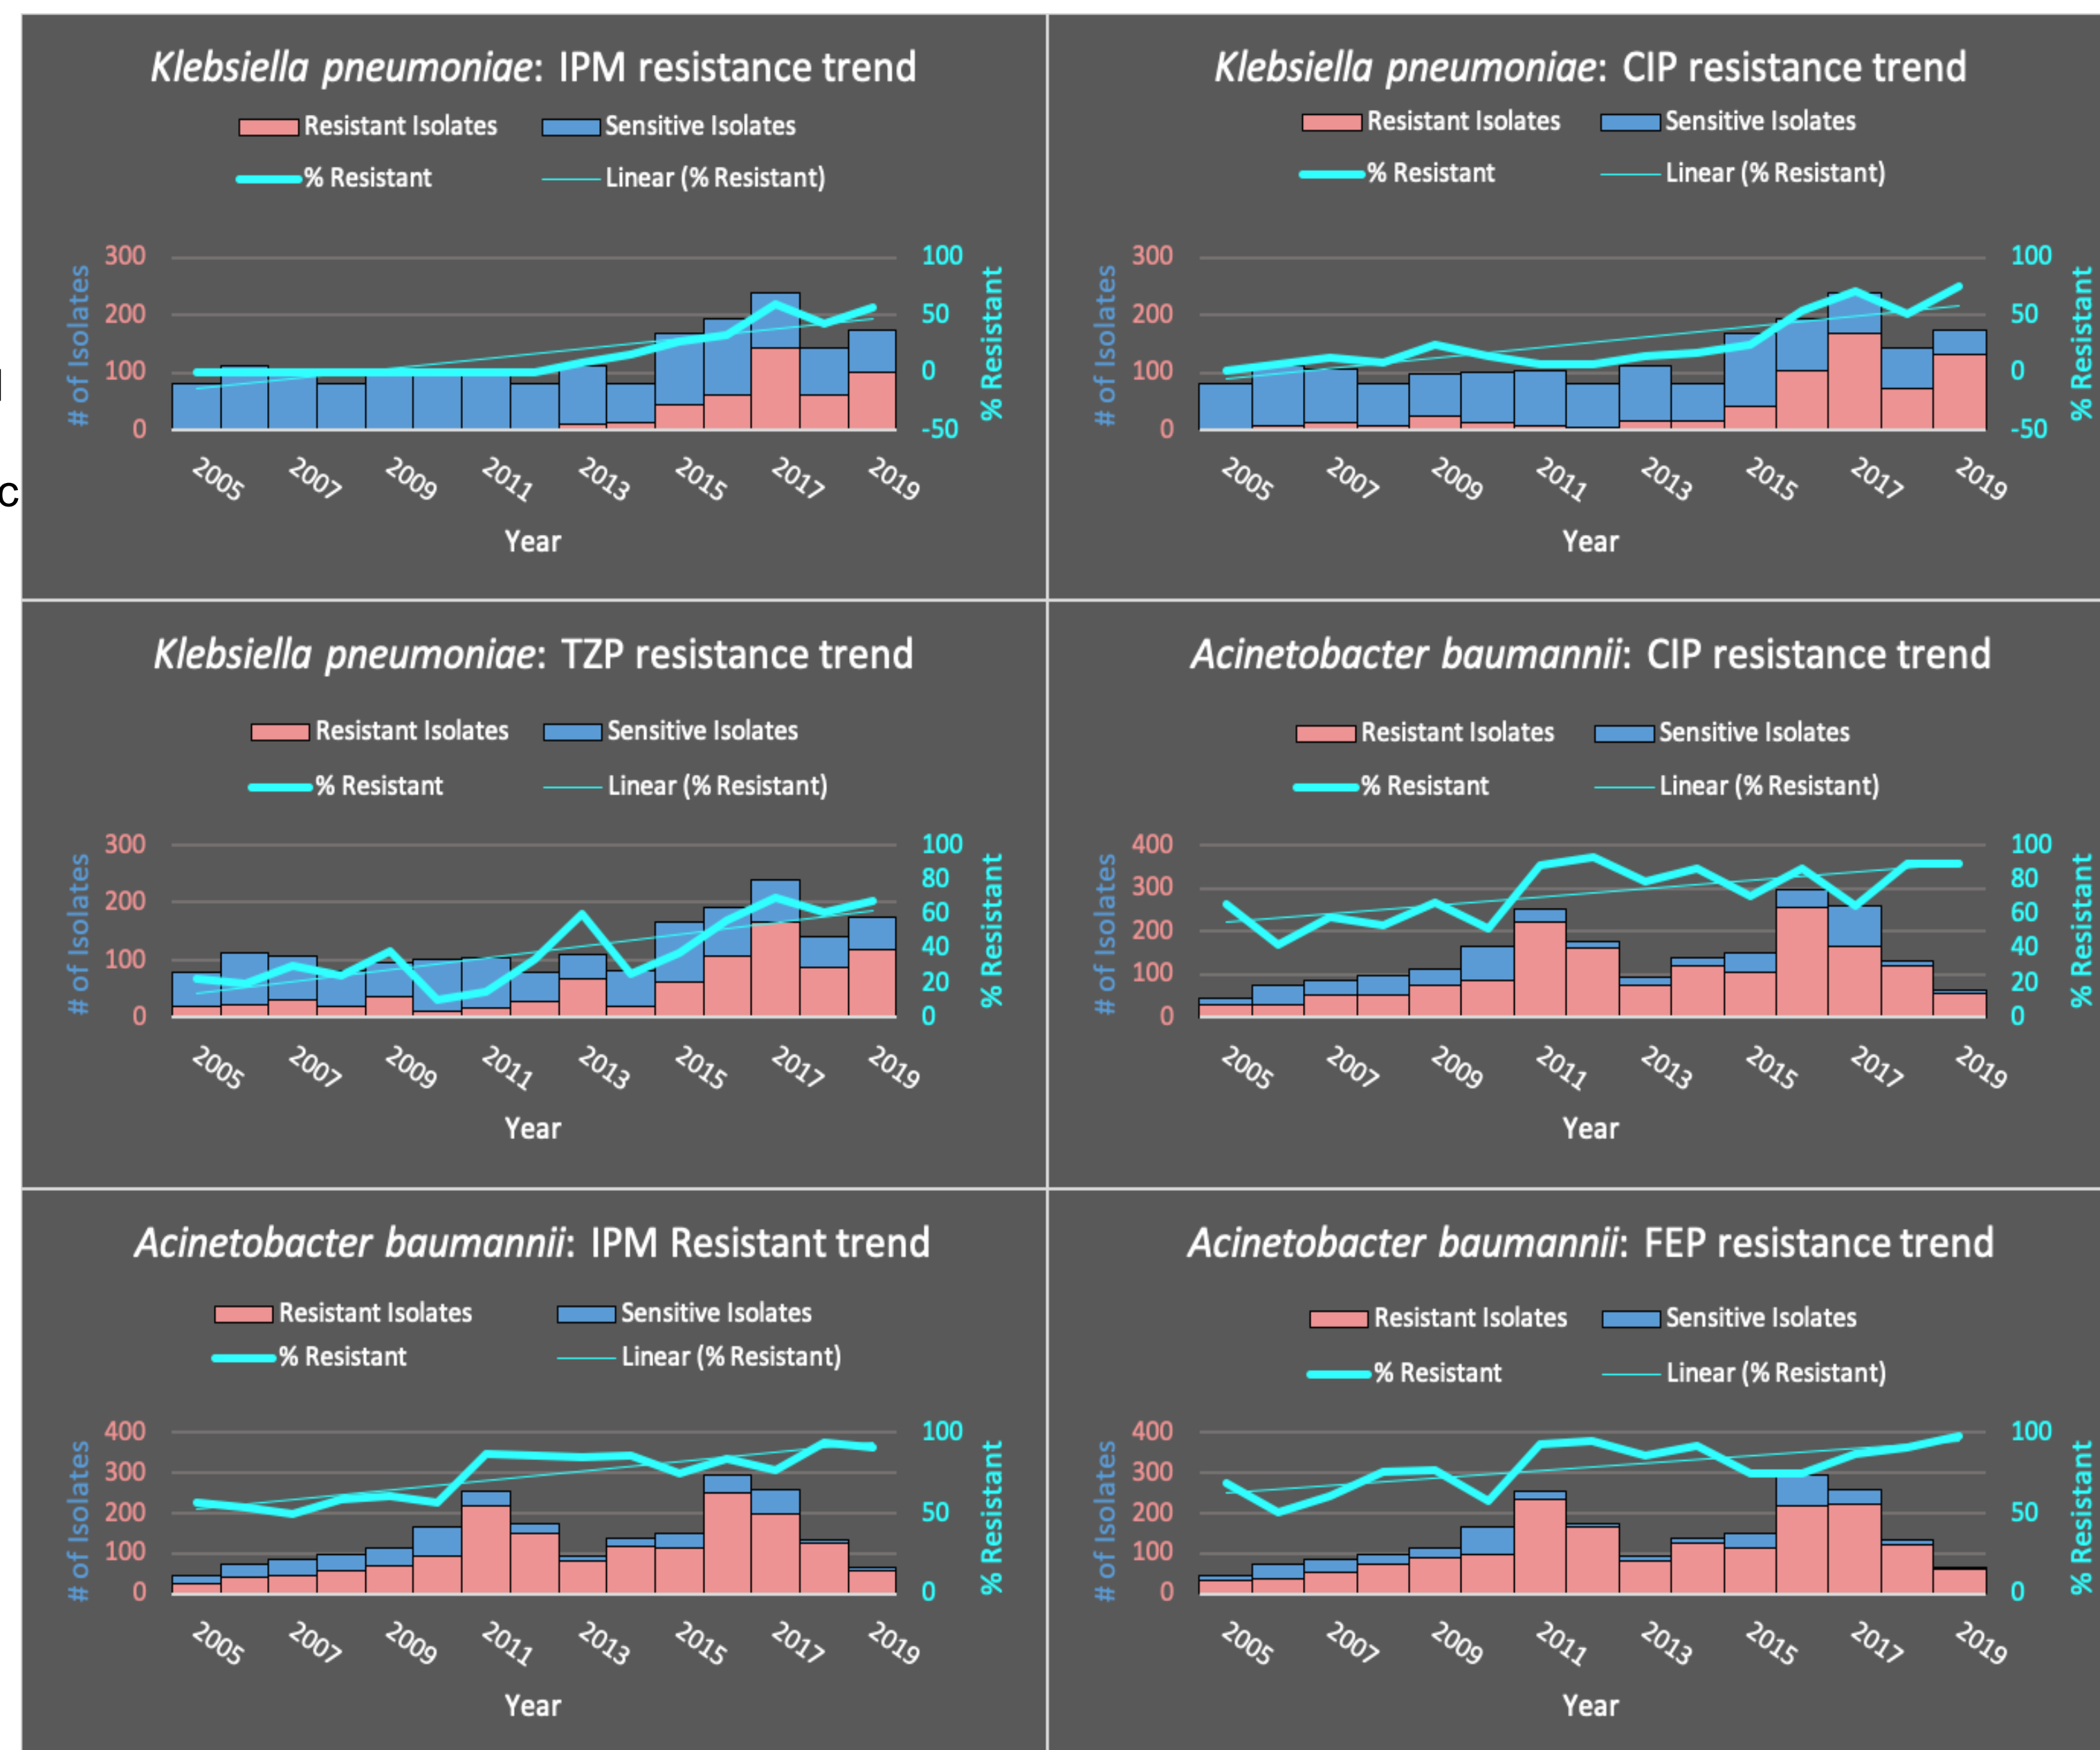 Klebsiella pneumoniae: IPM resistance trend
Resistant Isolates
Sensitive Isolates
% Resistant
Linear (% Resistant)
300
200
100
0
# of Isolates
100
50
0
-50
% Resistant
2005
2007
2009
2011
2013
2015
2017
2019
Year
Klebsiella pneumoniae: CIP resistance trend
Resistant Isolates
Sensitive Isolates
% Resistant
Linear (% Resistant)
300
200
100
0
# of Isolates
100
50
0
-50
% Resistant
2005
2007
2009
2011
2013
2015
2017
2019
Year
c
Klebsiella pneumoniae: TZP resistance trend
Resistant Isolates
Sensitive Isolates
% Resistant
Linear (% Resistant)
300
200
100
0
# of Isolates
100
80
60
40
20
0
% Resistant
2005
2007
2009
2011
2013
2015
2017
2019
Year
Acinetobacter baumannii: CIP resistance trend
Resistant Isolates
Sensitive Isolates
% Resistant
Linear (% Resistant)
400
300
200
100
0
# of Isolates
100
80
60
40
20
0
% Resistant
2005
2007
2009
2011
2013
2015
2017
2019
Year
Acinetobacter baumannii: IPM Resistant trend
Resistant Isolates
Sensitive Isolates
% Resistant
Linear (% Resistant)
400
300
200
100
0
# of Isolates
100
50
0
% Resistant
2005
2007
2009
2011
2013
2015
2017
2019
Year
Acinetobacter baumannii: FEP resistance trend
Resistant Isolates
Sensitive Isolates
% Resistant
Linear (% Resistant)
400
300
200
100
0
# of Isolates
100
50
0
% Resistant
2005
2007
2009
2011
2013
2015
2017
2019
Year